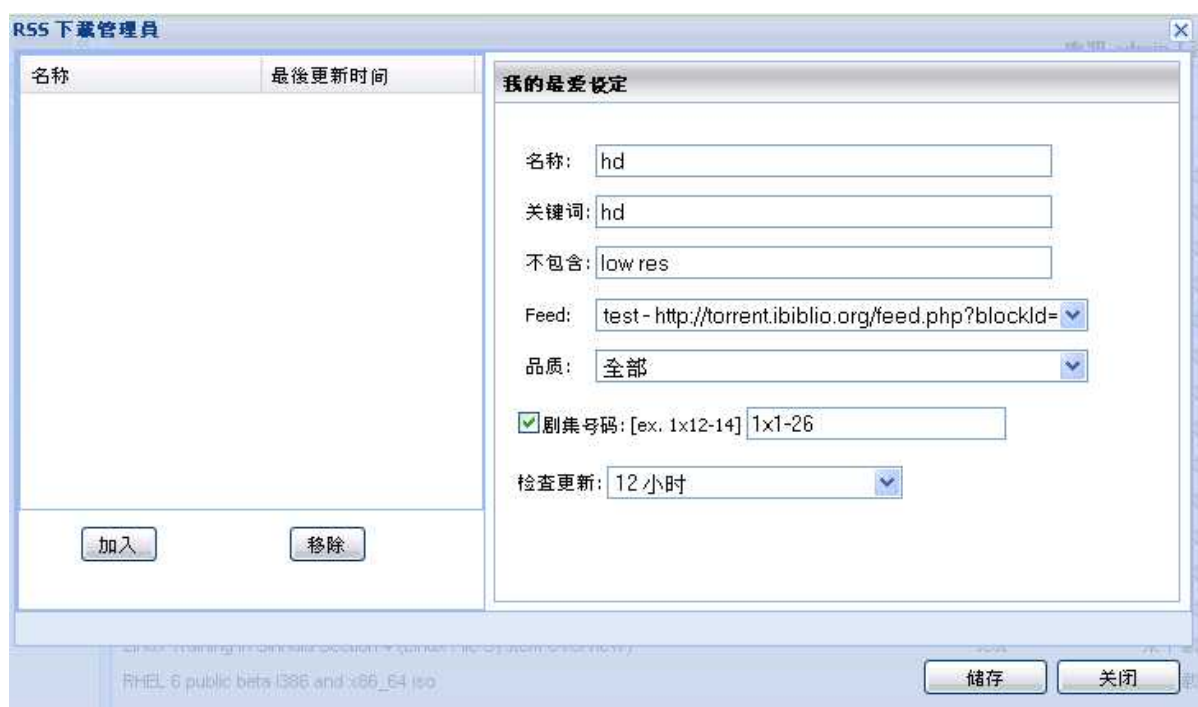 RSS 下载管理员
名称 最後更新时间
我的最爱设定
名称: hd
关键词: hd
不包含: low res
Feed: test - http://torrent.ibiblio.org/feed.php?blockId=
品质: 全部
剧集号码: [ex. 1x12-14] 1x1-26
检查更新: 12 小时
加入 移除
RHEL 6 public beta i386 and x86_64 iso
储存 关闭